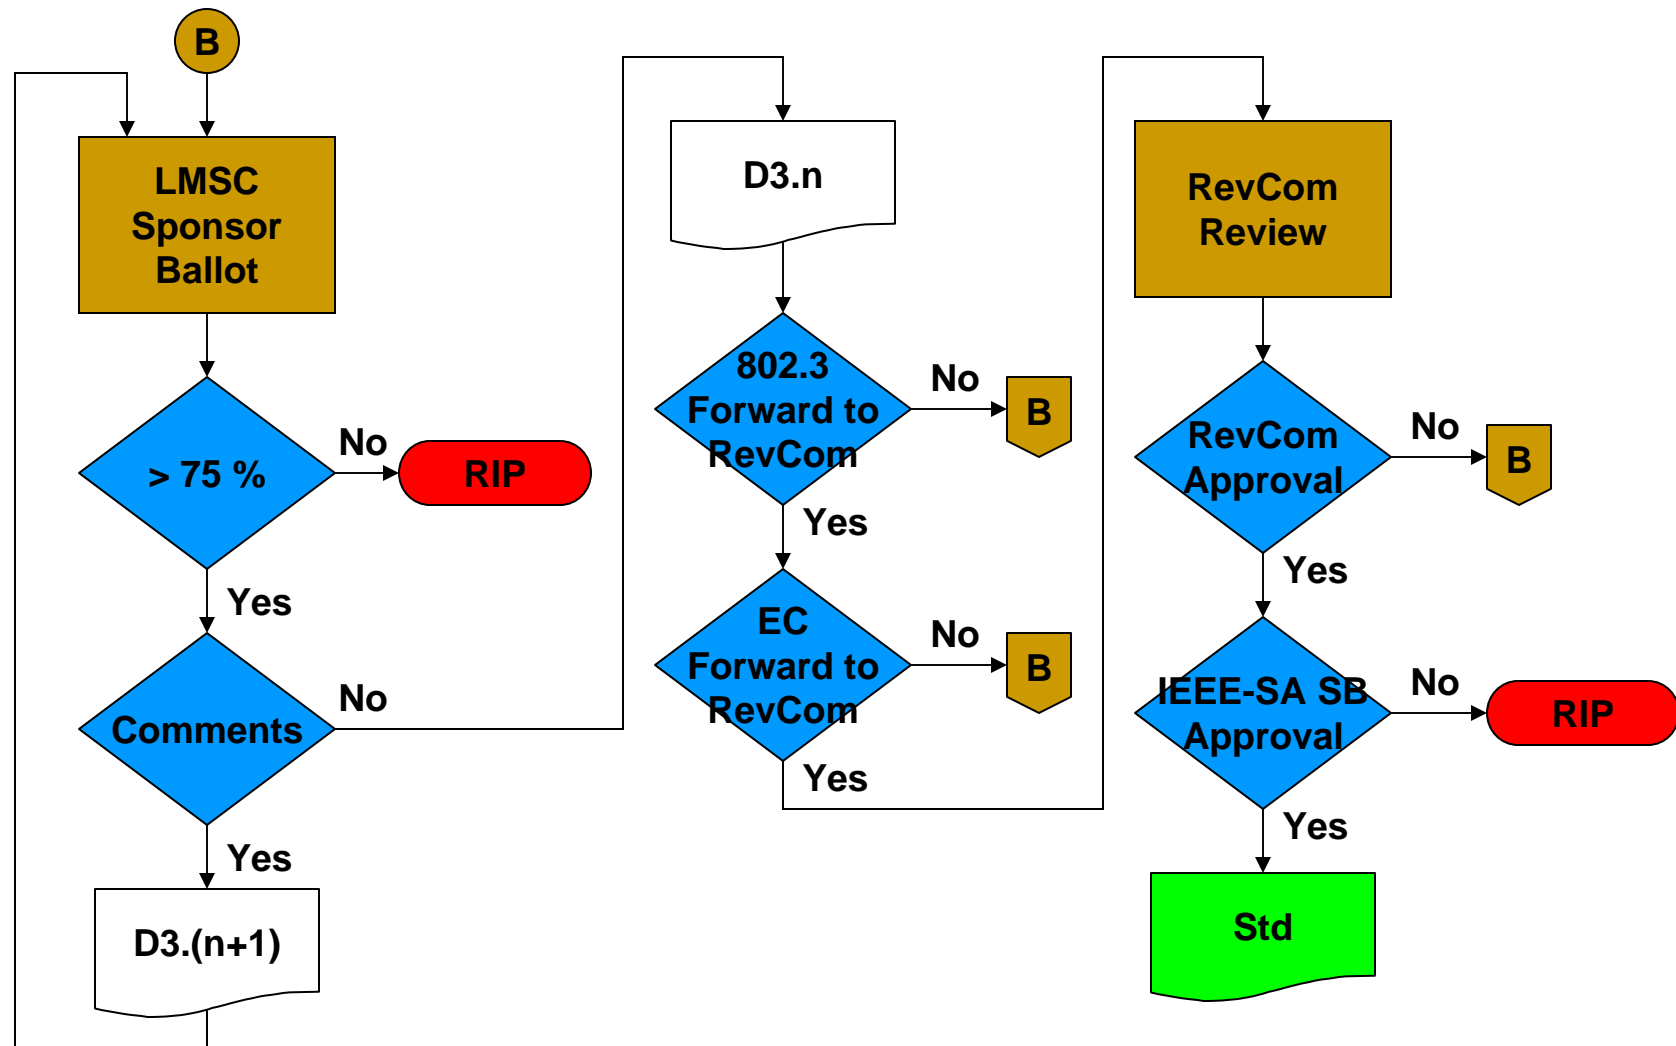 B
LMSC
Sponsor
Ballot
> 75 %
No
RIP
Yes
Comments
No
Yes
D3.(n+1)
D3.n
802.3
Forward to
RevCom
No
B
Yes
EC
Forward to
RevCom
No
B
Yes
RevCom
Review
RevCom
Approval
No
B
Yes
IEEE-SA SB
Approval
No
RIP
Yes
Std